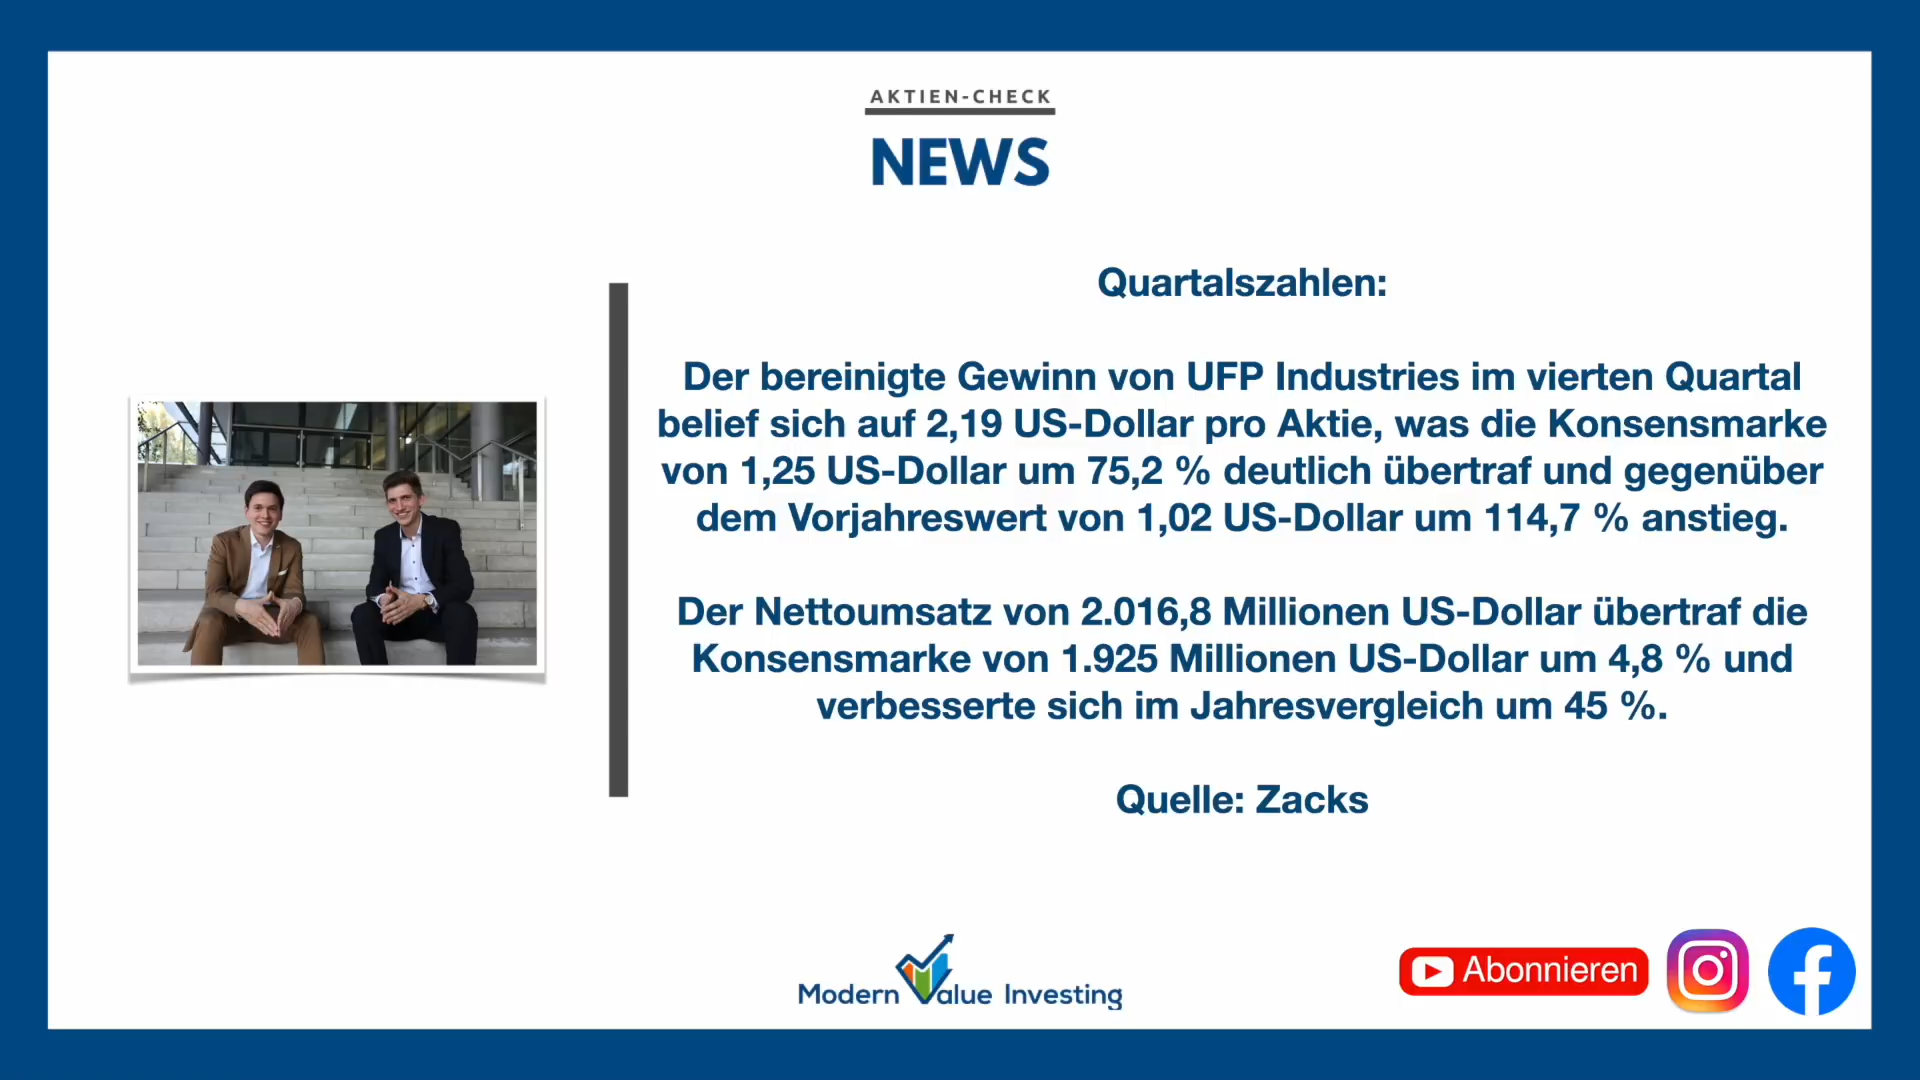 AKTIEN-CHECK
NEWS
Quartalszahlen:
Der bereinigte Gewinn von UFP Industries im vierten Quartal
belief sich auf 2,19 US-Dollar pro Aktie, was die Konsensmarke
von 1,25 US-Dollar um 75,2 % deutlich übertraf und gegenüber
dem Vorjahreswert von 1,02 US-Dollar um 114,7 % anstieg.
Der Nettoumsatz von 2.016,8 Millionen US-Dollar übertraf die
Konsensmarke von 1.925 Millionen US-Dollar um 4,8 % und
verbesserte sich im Jahresvergleich um 45 %.
Quelle: Zacks
Modern Value Investing
Abonnieren